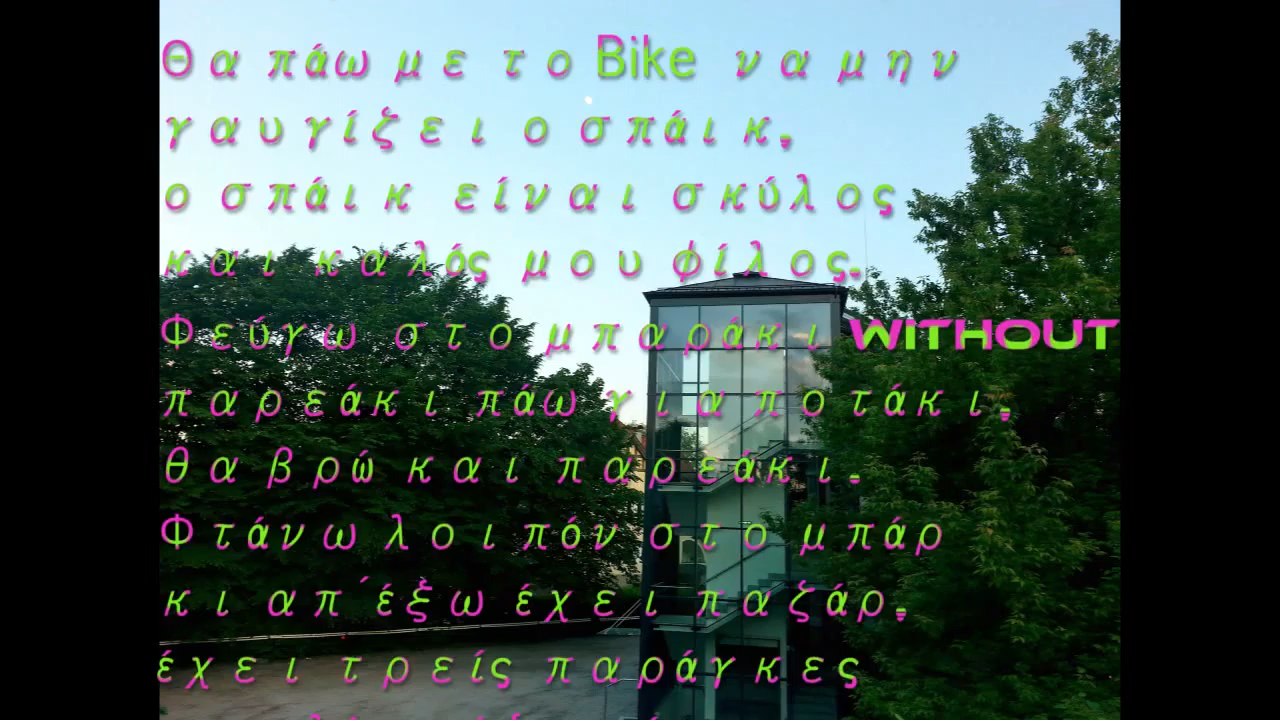 Θα πάω με το Bike να μην
γαυγίζει ο σπάικ,
ο σπάικ είναι σκύλος
και καλός μου φίλος.
Φεύγω στο μπαράκι WITHOUT
παρεάκι πάω για ποτάκι,
θα βρώ και παρεάκι.
Φτάνω λοιπόν στο μπάρ
κι απ΄έξω έχει παζάρ,
έχει τρείς παράγκες